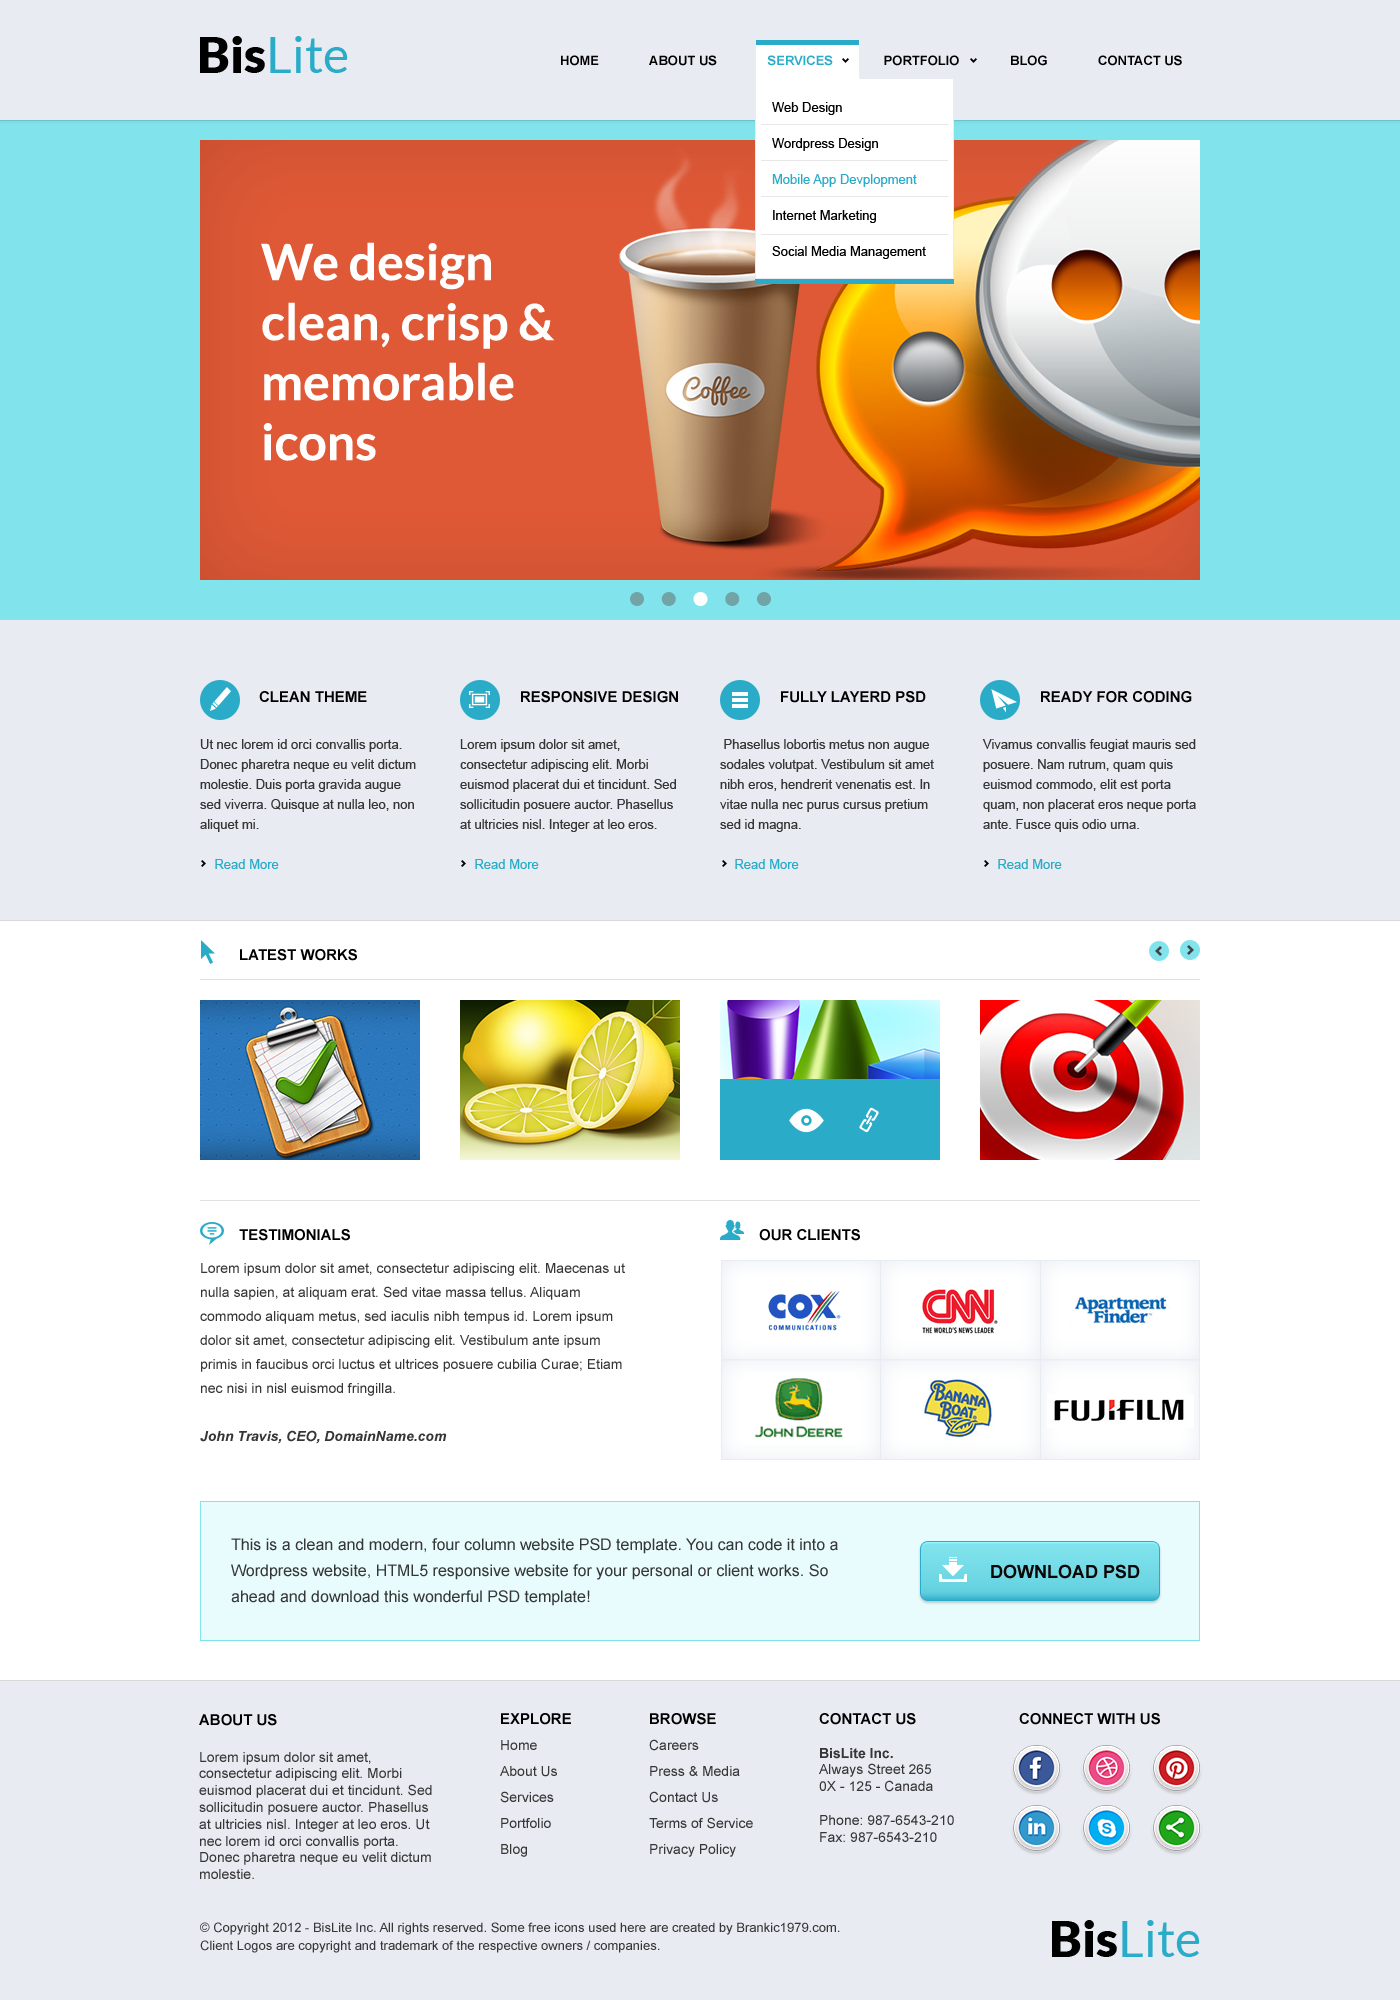 BisLite
HOME
ABOUT US
SERVICES
PORTFOLIO
BLOG
CONTACT US
Web Design
Wordpress Design
Mobile App Devplopment
Internet Marketing
Social Media Management
We design
clean, crisp &
memorable
icons
Coffee
CLEAN THEME
Ut nec lorem id orci convallis porta.
Donec pharetra neque eu velit dictum
molestie. Duis porta gravida augue
sed viverra. Quisque at nulla leo, non
aliquet mi.
Read More
RESPONSIVE DESIGN
Lorem ipsum dolor sit amet,
consectetur adipiscing elit. Morbi
euismod placerat dui et tincidunt. Sed
sollicitudin posuere auctor. Phasellus
at ultricies nisl. Integer at leo eros.
Read More
FULLY LAYERD PSD
Phasellus lobortis metus non augue
sodales volutpat. Vestibulum sit amet
nibh eros, hendrerit venenatis est. In
vitae nulla nec purus cursus pretium
sed id magna.
Read More
READY FOR CODING
Vivamus convallis feugiat mauris sed
posuere. Nam rutrum, quam quis
euismod commodo, elit est porta
quam, non placerat eros neque porta
ante. Fusce quis odio urna.
Read More
LATEST WORKS
TESTIMONIALS
Lorem ipsum dolor sit amet, consectetur adipiscing elit. Maecenas ut
nulla sapien, at aliquam erat. Sed vitae massa tellus. Aliquam
commodo aliquam metus, sed iaculis nibh tempus id. Lorem ipsum
dolor sit amet, consectetur adipiscing elit. Vestibulum ante ipsum
primis in faucibus orci luctus et ultrices posuere cubilia Curae; Etiam
nec nisi in nisl euismod fringilla.
John Travis, CEO, DomainName.com
OUR CLIENTS
COX
COMMUNICATIONS
CNN
THE WORLD'S NEWS LEADER
Apartment
Finder
JOHN DEERE
BANANA
BOAT
FUJIFILM
This is a clean and modern, four column website PSD template. You can code it into a
Wordpress website, HTML5 responsive website for your personal or client works. So
ahead and download this wonderful PSD template!
DOWNLOAD PSD
ABOUT US
Lorem ipsum dolor sit amet,
consectetur adipiscing elit. Morbi
euismod placerat dui et tincidunt. Sed
sollicitudin posuere auctor. Phasellus
at ultricies nisl. Integer at leo eros. Ut
nec lorem id orci convallis porta.
Donec pharetra neque eu velit dictum
molestie.
EXPLORE
Home
About Us
Services
Portfolio
Blog
BROWSE
Careers
Press & Media
Contact Us
Terms of Service
Privacy Policy
CONTACT US
BisLite Inc.
Always Street 265
0X - 125 - Canada
Phone: 987-6543-210
Fax: 987-6543-210
CONNECT WITH US
© Copyright 2012 - BisLite Inc. All rights reserved. Some free icons used here are created by Brankic1979.com.
Client Logos are copyright and trademark of the respective owners / companies.
BisLite